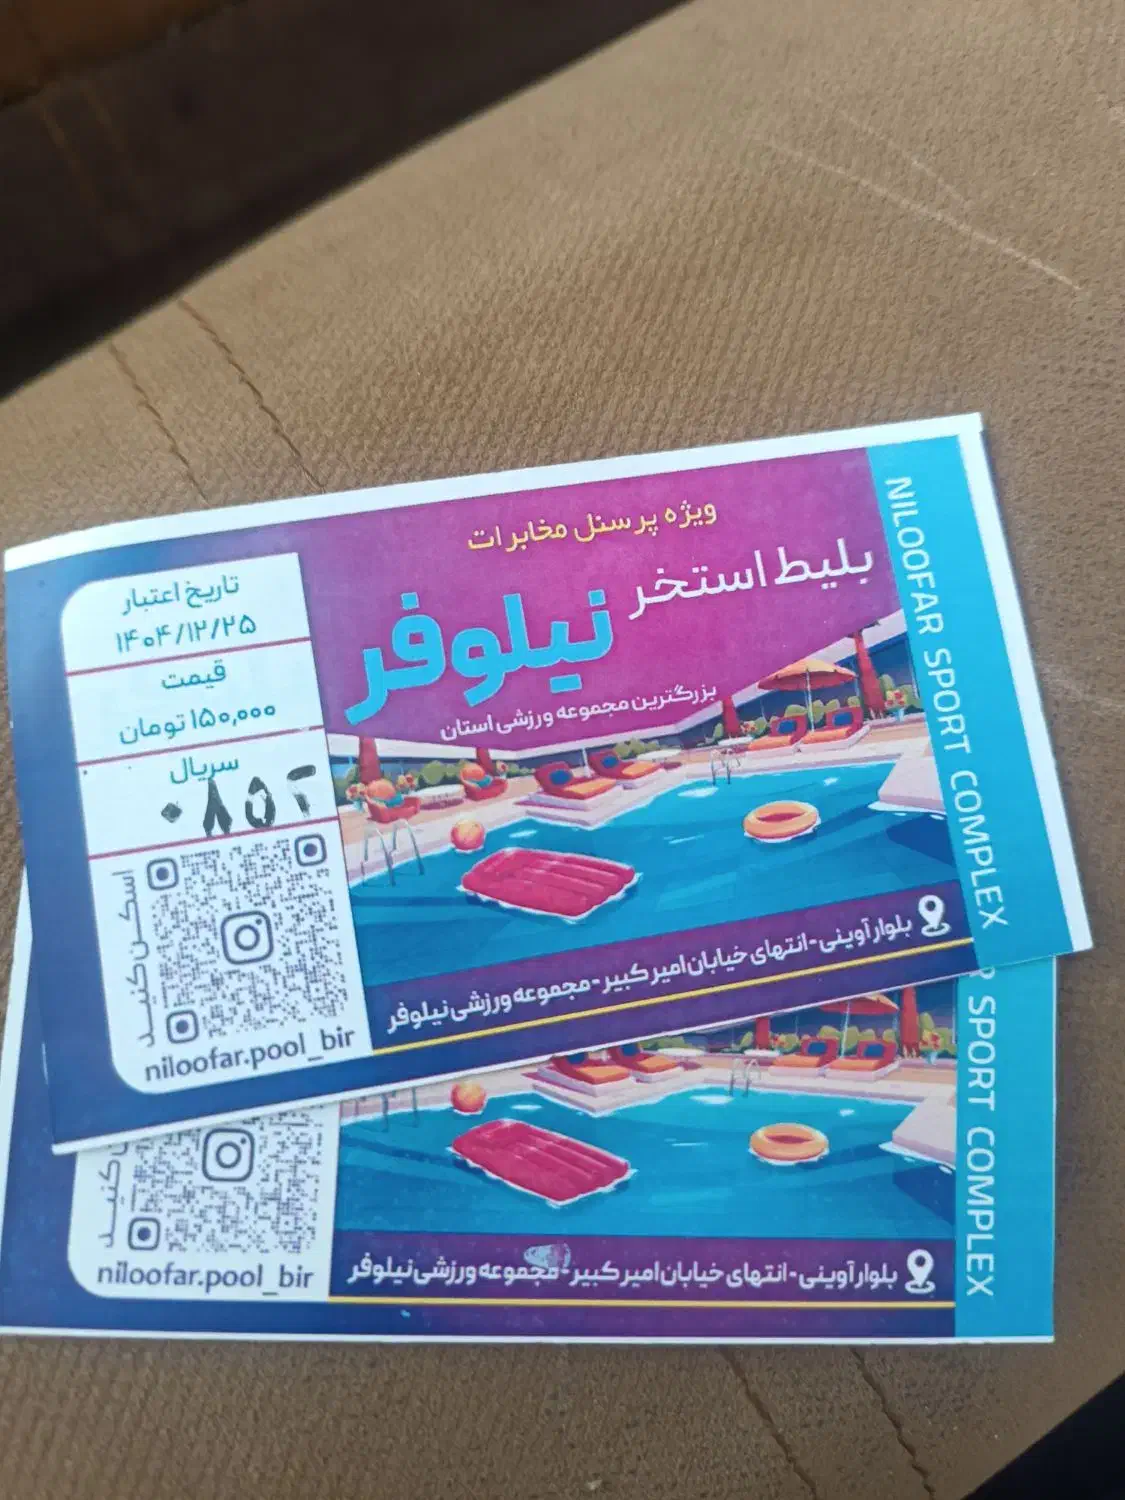 ویژه پرسنل مخابرات
بلیط استخر نیلوفر
بزرگترین مجموعه ورزشی استان
تاریخ اعتبار
۱۴۰۴/۱۲/۲۵
قیمت
۱۵۰,۰۰۰ تومان
سریال
اسکن کنید
niloofar.pool_bir
بلوار آوینی - انتهای خیابان امیر کبیر - مجموعه ورزشی نیلوفر
NILOOFAR SPORT COMPLEX
کنید
niloofar.pool_bir
بلوار آوینی - انتهای خیابان امیر کبیر - مجموعه ورزشی نیلوفر
SPORT COMPLEX